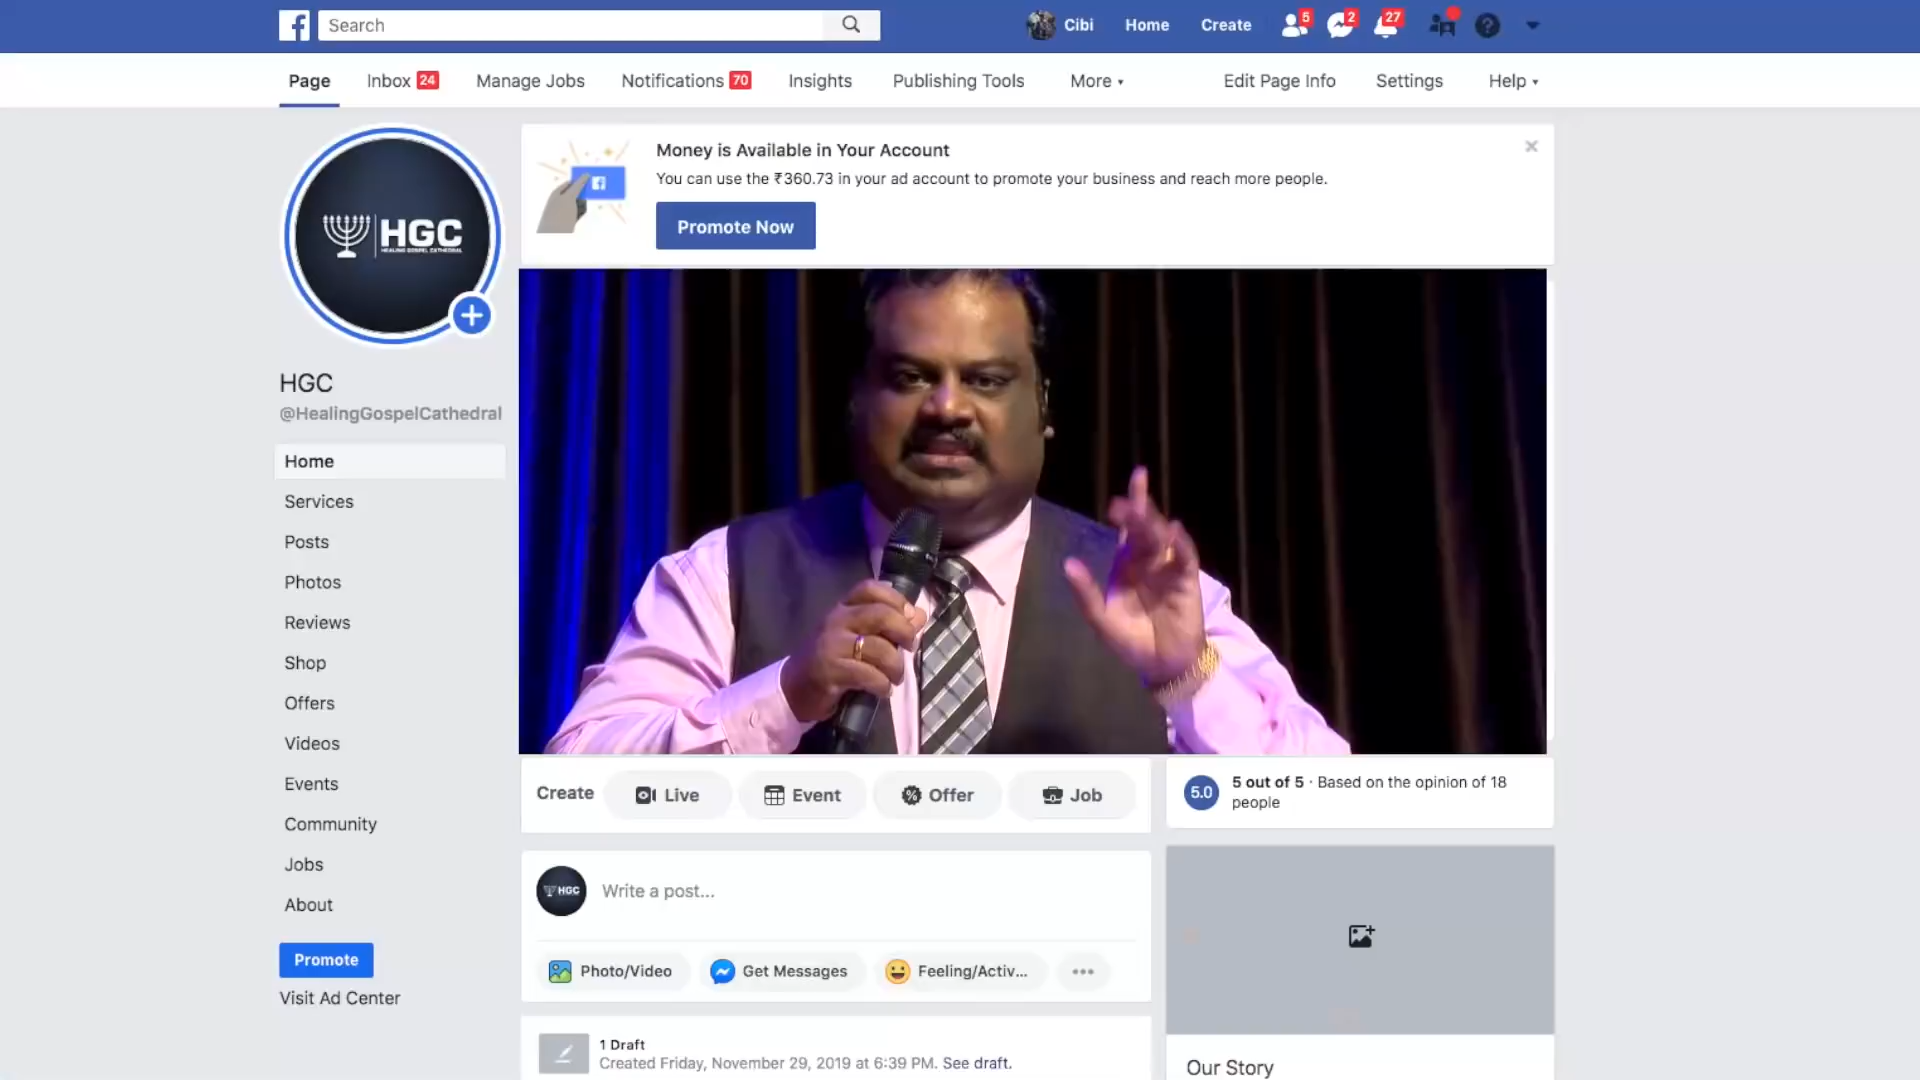 Search
Cibi
Home
Create
5
2
27
Page
Inbox 24
Manage Jobs
Notifications 70
Insights
Publishing Tools
More
Edit Page Info
Settings
Help
HGC
HEALING GOSPEL CATHEDRAL
Money is Available in Your Account
You can use the ₹360.73 in your ad account to promote your business and reach more people.
Promote Now
HGC
@HealingGospelCathedral
Home
Services
Posts
Photos
Reviews
Shop
Offers
Videos
Events
Community
Jobs
About
Promote
Visit Ad Center
Create
Live
Event
Offer
Job
HGC
Write a post...
Photo/Video
Get Messages
Feeling/Activ...
1 Draft
Created Friday, November 29, 2019 at 6:39 PM. See draft.
5.0
5 out of 5 · Based on the opinion of 18
people
Our Story